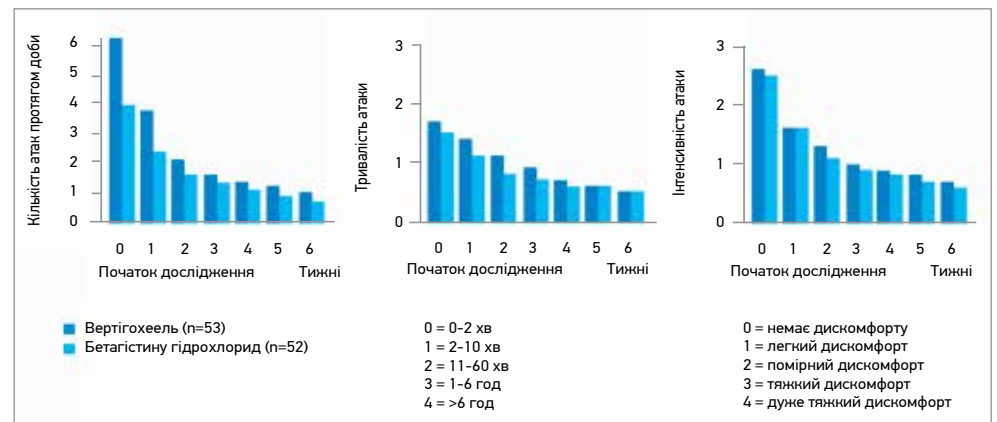 Кількість атак протягом доби
6
5
4
3
2
1
0
0 1 2 3 4 5 6
Початок дослідження Тижні
Тривалість атаки
3
2
1
0
0 1 2 3 4 5 6
Початок дослідження Тижні
Інтенсивність атаки
3
2
1
0
0 1 2 3 4 5 6
Початок дослідження Тижні
Вертігохеель (n=53)
Бетагістину гідрохлорид (n=52)
0 = 0-2 хв
1 = 2-10 хв
2 = 11-60 хв
3 = 1-6 год
4 = >6 год
0 = немає дискомфорту
1 = легкий дискомфорт
2 = помірний дискомфорт
3 = тяжкий дискомфорт
4 = дуже тяжкий дискомфорт